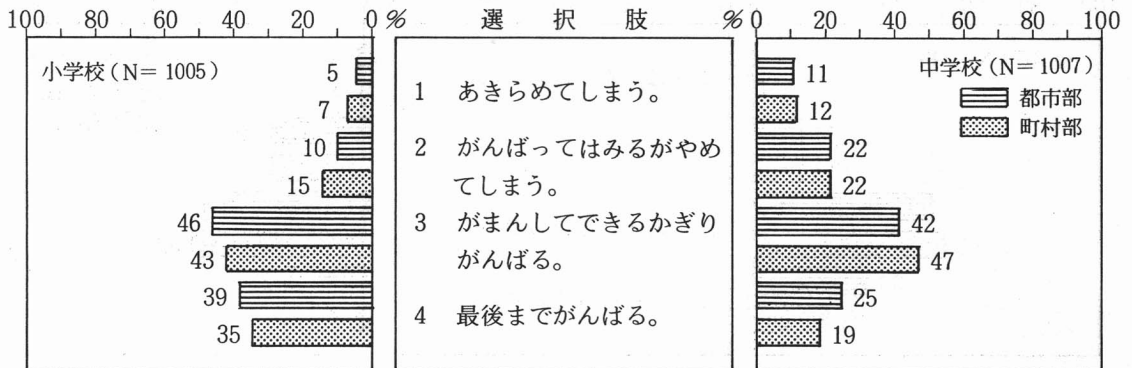 100 80 60 40 20 0 % 選択肢 % 0 20 40 60 80 100
小学校(N=1005)
中学校(N=1007)
都市部
町村部
5
7
10
15
46
43
39
35
1 あきらめてしまう。
2 がんばってはみるがやめ
てしまう。
3 がまんしてできるかぎり
がんばる。
4 最後までがんばる。
11
12
22
22
42
47
25
19